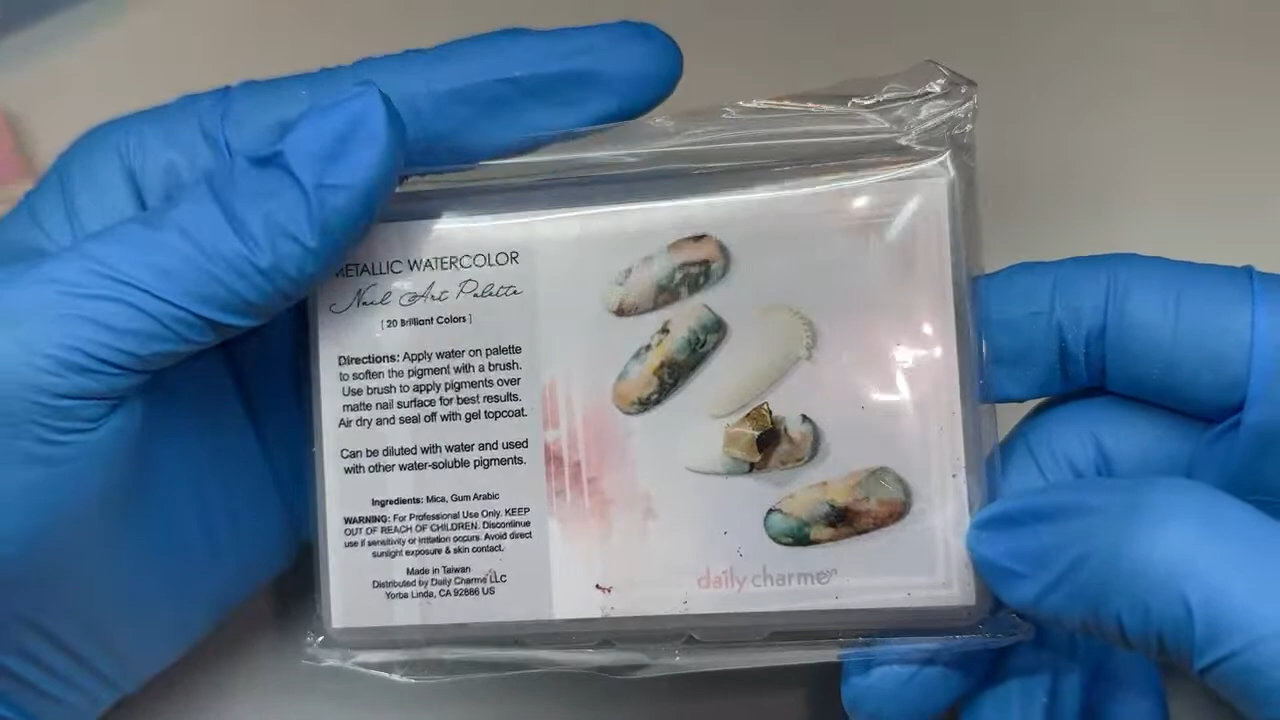 METALLIC WATERCOLOR
Nail Art Palette
[ 20 Brilliant Colors ]
Directions: Apply water on palette
to soften the pigment with a brush.
Use brush to apply pigments over
matte nail surface for best results.
Air dry and seal off with gel topcoat.
Can be diluted with water and used
with other water-soluble pigments.
Ingredients: Mica, Gum Arabic
WARNING: For Professional Use Only. KEEP
OUT OF REACH OF CHILDREN. Discontinue
use if sensitivity or irritation occurs. Avoid direct
sunlight exposure & skin contact.
Made in Taiwan
Distributed by Daily Charme LLC
Yorba Linda, CA 92886 US
daily charme